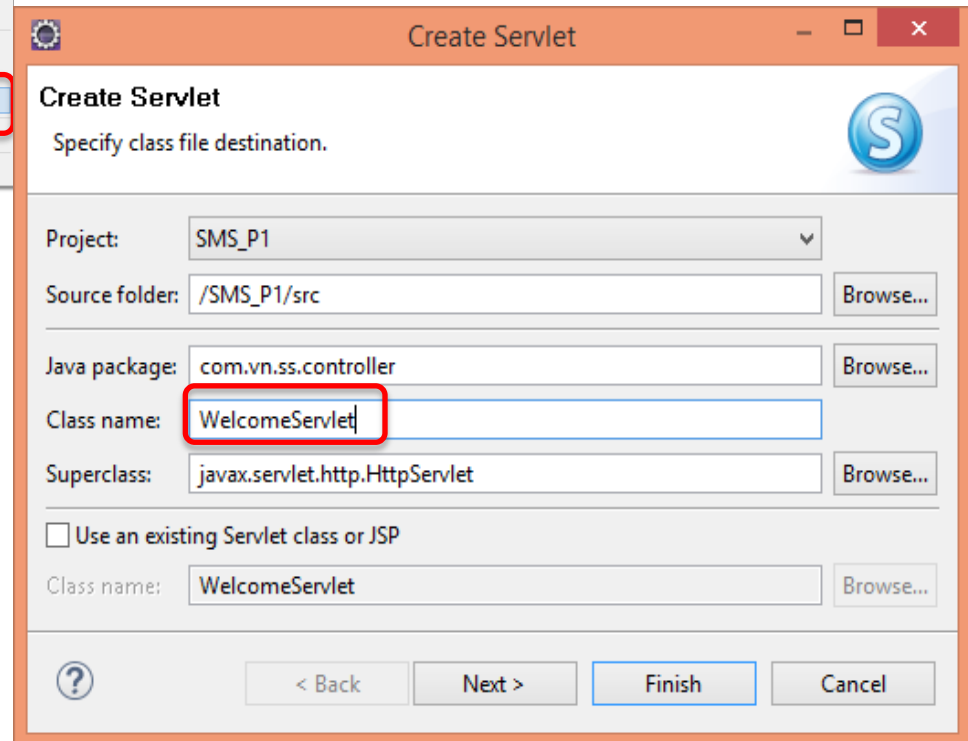 Create Servlet
Create Servlet
Specify class file destination.
S
Project: SMS_P1
Source folder: /SMS_P1/src Browse...
Java package: com.vn.ss.controller Browse...
Class name: WelcomeServlet
Superclass: javax.servlet.http.HttpServlet Browse...
Use an existing Servlet class or JSP
Class name: WelcomeServlet Browse...
? < Back Next > Finish Cancel